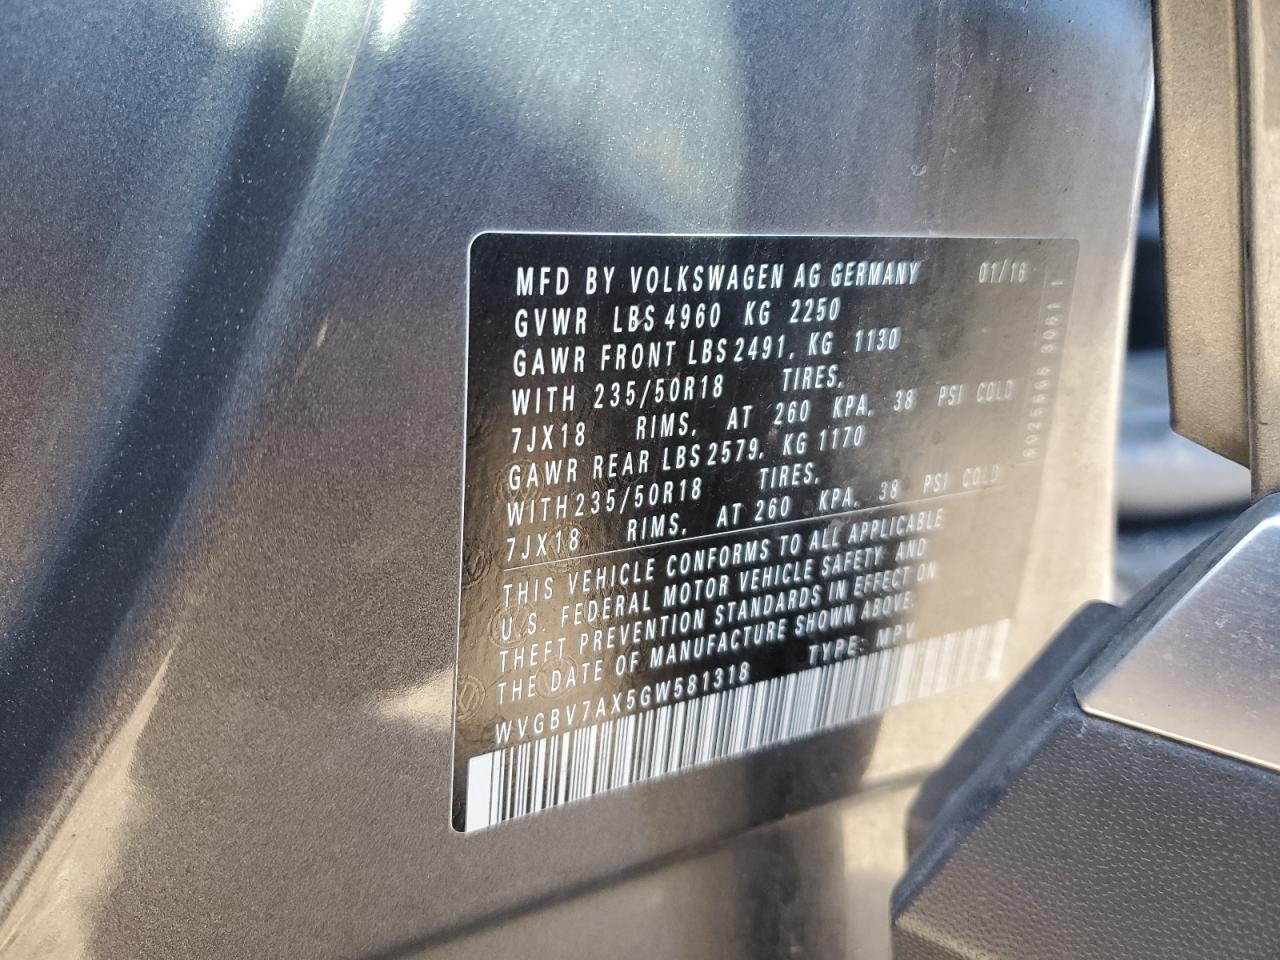 MFD BY VOLKSWAGEN AG GERMANY 01/16
GVWR LBS 4960 KG 2250
GAWR FRONT LBS 2491, KG 1130
WITH 235/50R18 TIRES,
7JX18 RIMS, AT 260 KPA, 38 PSI COLD
GAWR REAR LBS 2579, KG 1170
WITH 235/50R18 TIRES,
7JX18 RIMS, AT 260 KPA, 38 PSI COLD
THIS VEHICLE CONFORMS TO ALL APPLICABLE
U.S. FEDERAL MOTOR VEHICLE SAFETY AND
THEFT PREVENTION STANDARDS IN EFFECT ON
THE DATE OF MANUFACTURE SHOWN ABOVE.
WVGBV7AX5GW581318 TYPE: MPV